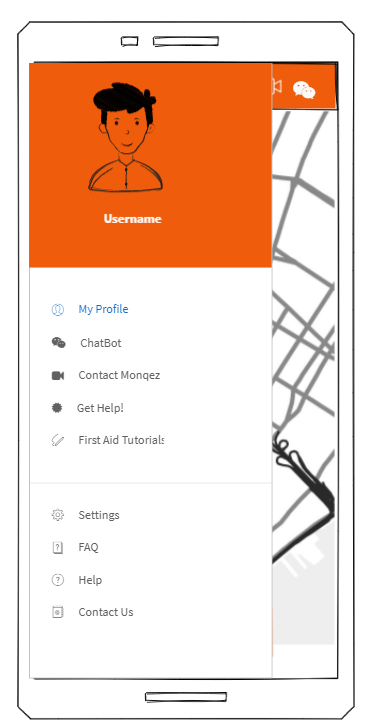 Username
My Profile
ChatBot
Contact Monqez
Get Help!
First Aid Tutorials
Settings
FAQ
Help
Contact Us